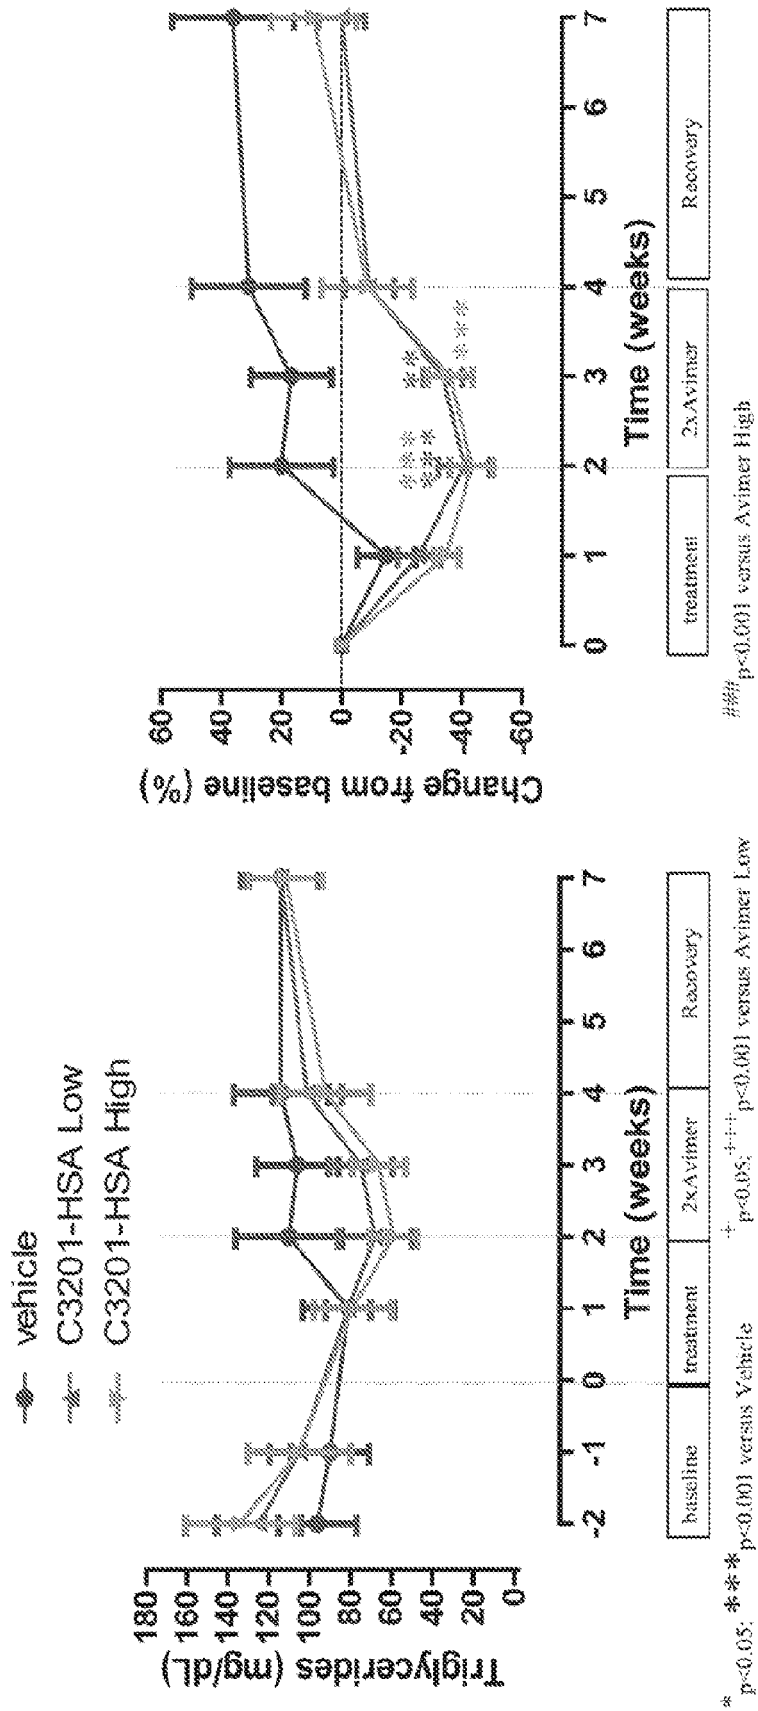 vehicle
C3201-HSA Low
C3201-HSA High
Triglycerides (mg/dL)
180
160
140
120
100
80
60
40
20
0
-2 -1 0 1 2 3 4 5 6 7
Time (weeks)
baseline treatment 2xAvimer Recovery
Change from baseline (%)
60
40
20
0
-20
-40
-60
*** *** ** ***
0 1 2 3 4 5 6 7
Time (weeks)
treatment 2xAvimer Recovery
* p<0.05; *** p<0.001 versus Vehicle + p<0.05; +++ p<0.001 versus Avimer Low ### p<0.001 versus Avimer High